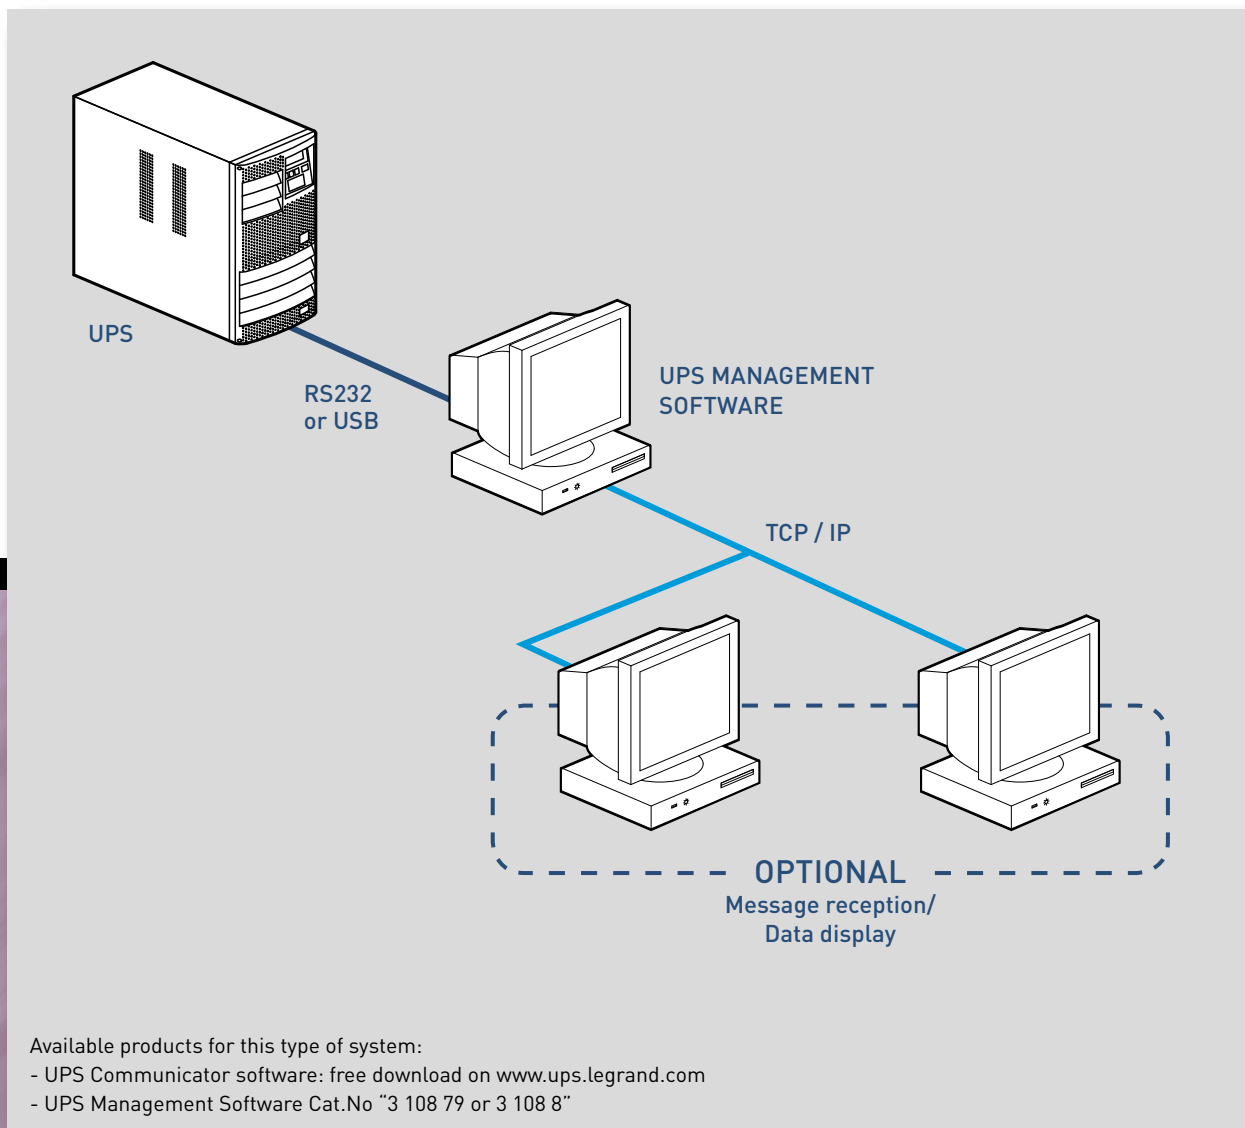 UPS
RS232
or USB
UPS MANAGEMENT
SOFTWARE
TCP / IP
OPTIONAL
Message reception/
Data display
Available products for this type of system:
- UPS Communicator software: free download on www.ups.legrand.com
- UPS Management Software Cat.No “3 108 79 or 3 108 8”